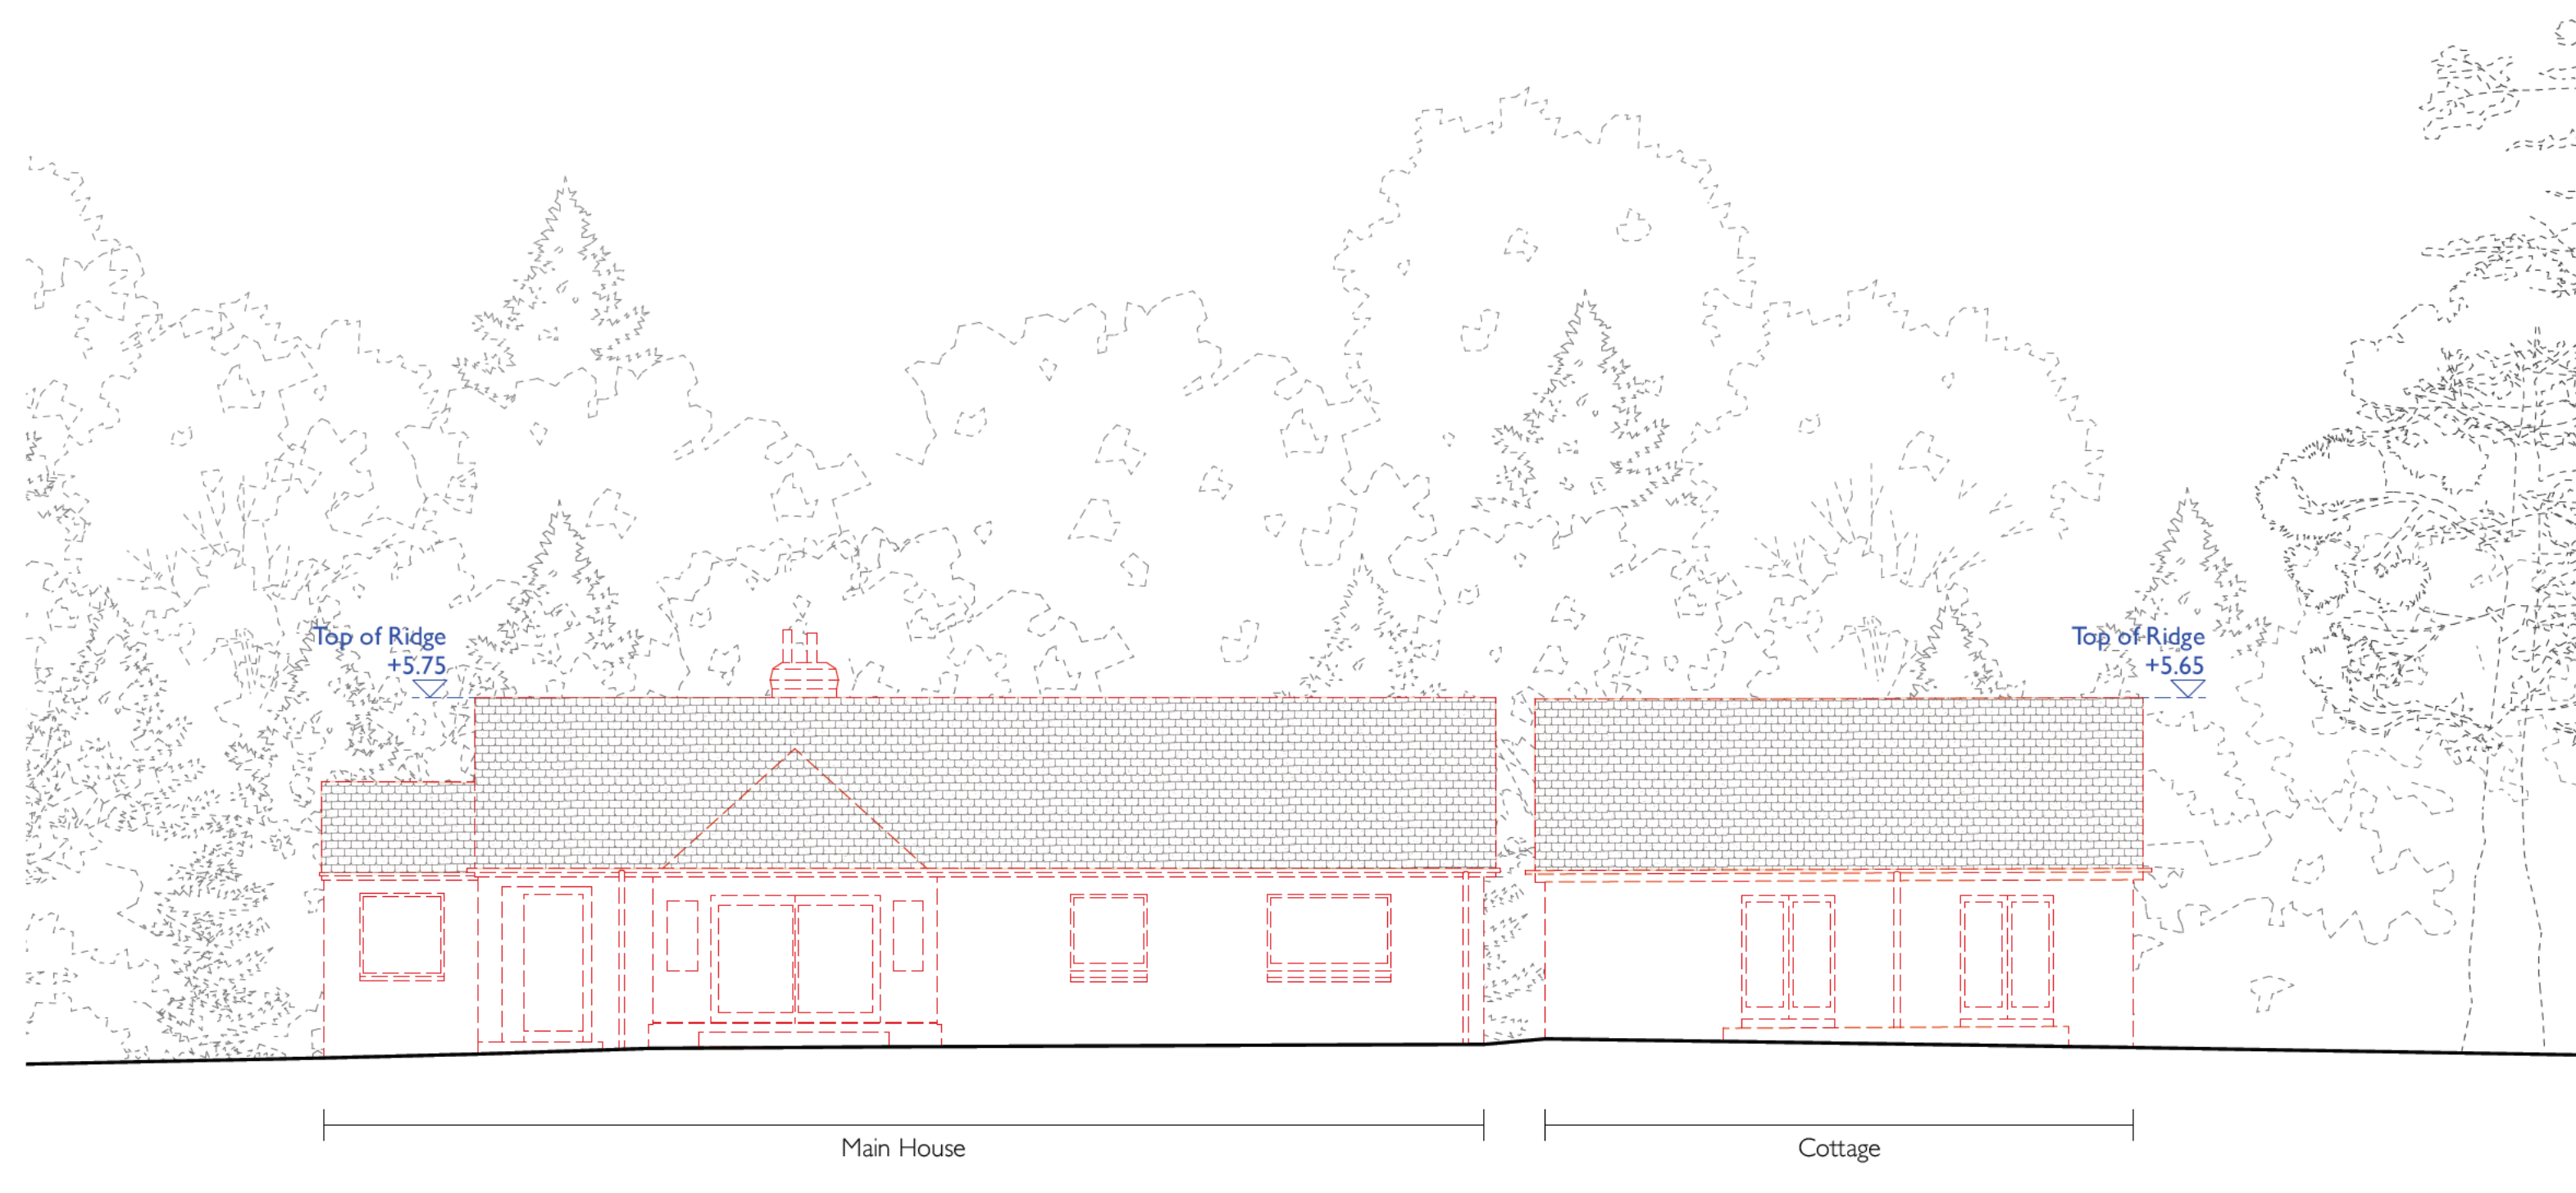 Top of Ridge
+5.75
Top of Ridge
+5.65
Main House
Cottage